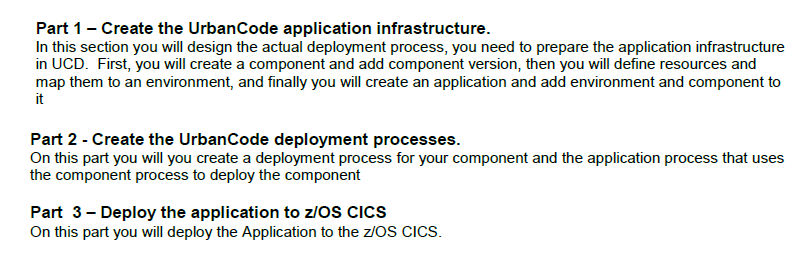 Part 1 – Create the UrbanCode application infrastructure.
In this section you will design the actual deployment process, you need to prepare the application infrastructure
in UCD.  First, you will create a component and add component version, then you will define resources and
map them to an environment, and finally you will create an application and add environment and component to
it
Part 2 - Create the UrbanCode deployment processes.
On this part you will you create a deployment process for your component and the application process that uses
the component process to deploy the component
Part  3 – Deploy the application to z/OS CICS
On this part you will deploy the Application to the z/OS CICS.